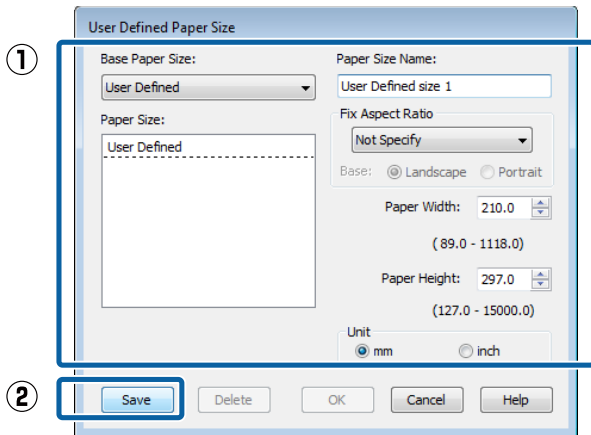 User Defined Paper Size
①
Base Paper Size:
Paper Size Name:
User Defined
User Defined size 1
Paper Size:
Fix Aspect Ratio
User Defined
Not Specify
Base: Landscape Portrait
Paper Width: 210.0
( 89.0 - 1118.0)
Paper Height: 297.0
(127.0 - 15000.0)
Unit
mm inch
②
Save Delete OK Cancel Help